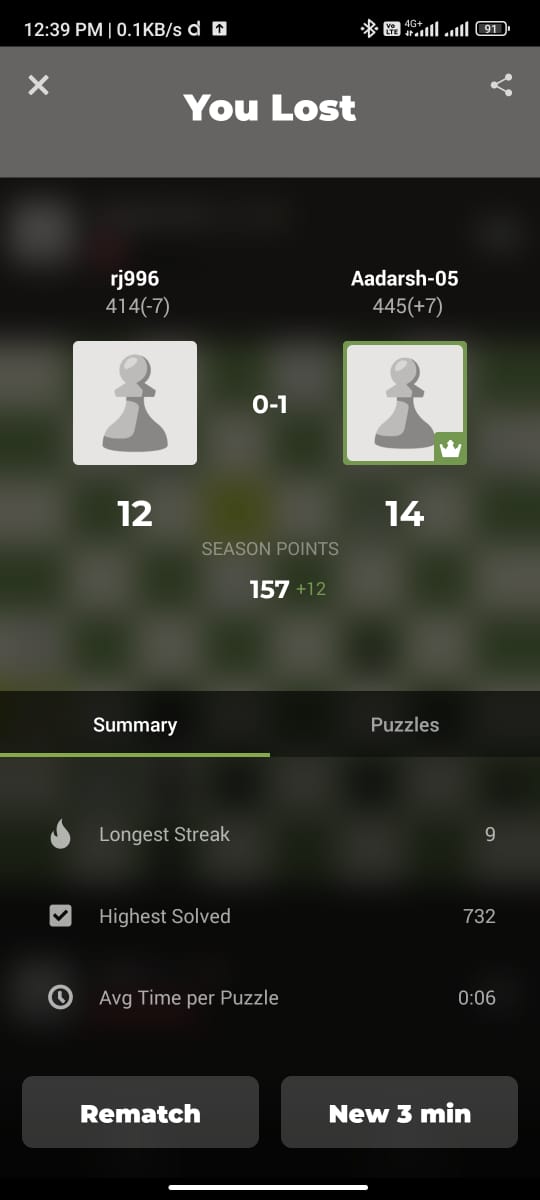 12:39 PM | 0.1KB/s d
Vo LTE 4G+ 91
You Lost
rj996 Aadarsh-05
414(-7) 445(+7)
0-1
12 14
SEASON POINTS
157 +12
Summary Puzzles
Longest Streak 9
Highest Solved 732
Avg Time per Puzzle 0:06
Rematch New 3 min